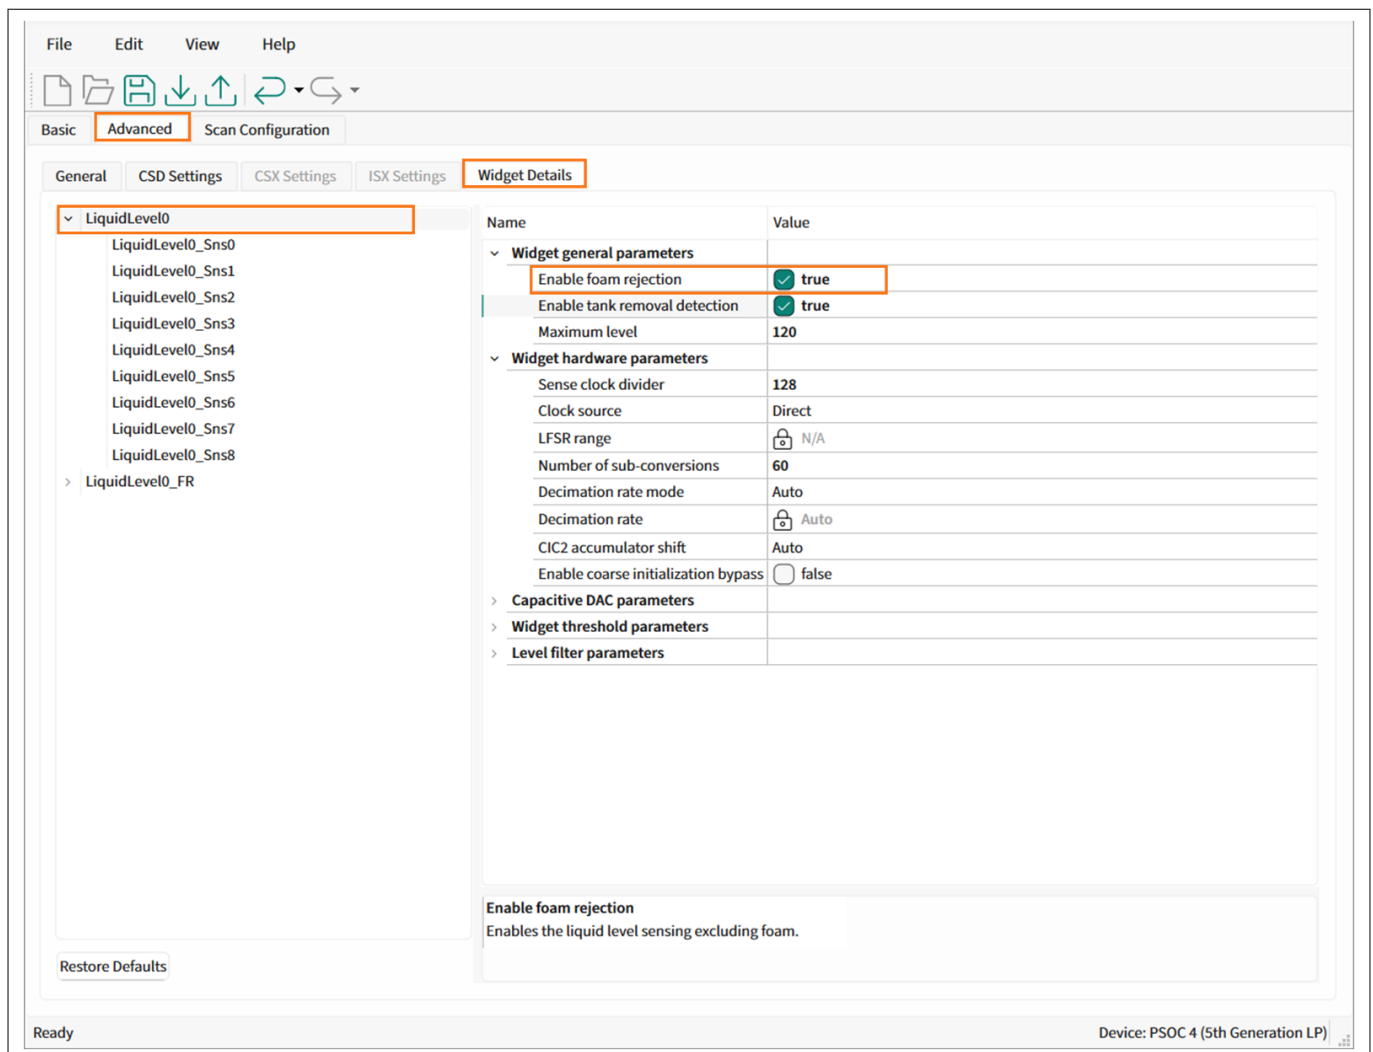 File Edit View Help
Basic Advanced Scan Configuration
General CSD Settings CSX Settings ISX Settings Widget Details
LiquidLevel0
LiquidLevel0_Sns0
LiquidLevel0_Sns1
LiquidLevel0_Sns2
LiquidLevel0_Sns3
LiquidLevel0_Sns4
LiquidLevel0_Sns5
LiquidLevel0_Sns6
LiquidLevel0_Sns7
LiquidLevel0_Sns8
LiquidLevel0_FR
Name Value
Widget general parameters
Enable foam rejection true
Enable tank removal detection true
Maximum level 120
Widget hardware parameters
Sense clock divider 128
Clock source Direct
LFSR range N/A
Number of sub-conversions 60
Decimation rate mode Auto
Decimation rate Auto
CIC2 accumulator shift Auto
Enable coarse initialization bypass false
Capacitive DAC parameters
Widget threshold parameters
Level filter parameters
Enable foam rejection
Enables the liquid level sensing excluding foam.
Restore Defaults
Ready Device: PSOC 4 (5th Generation LP)